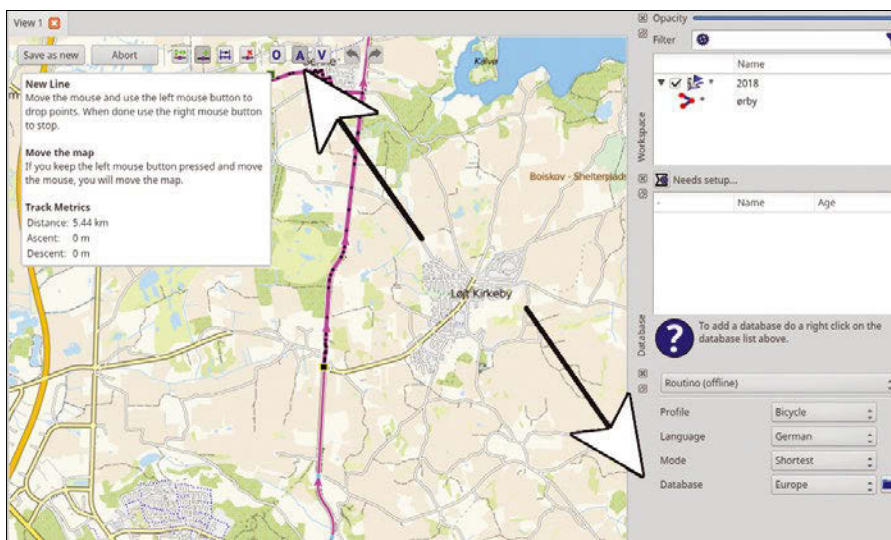 View 1
Save as new
Abort
O
A
V
New Line
Move the mouse and use the left mouse button to
drop points. When done use the right mouse button
to stop.
Move the map
If you keep the left mouse button pressed and move
the mouse, you will move the map.
Track Metrics
Distance: 5.44 km
Ascent: 0 m
Descent: 0 m
Kalvø
Boiskov - Shelterplads
Løjt Kirkeby
Opacity
Filter
Name
2018
ørby
Workspace
Needs setup...
-
Name
Age
?
To add a database do a right click on the
database list above.
Database
Routino (offline)
Profile
Bicycle
Language
German
Mode
Shortest
Database
Europe